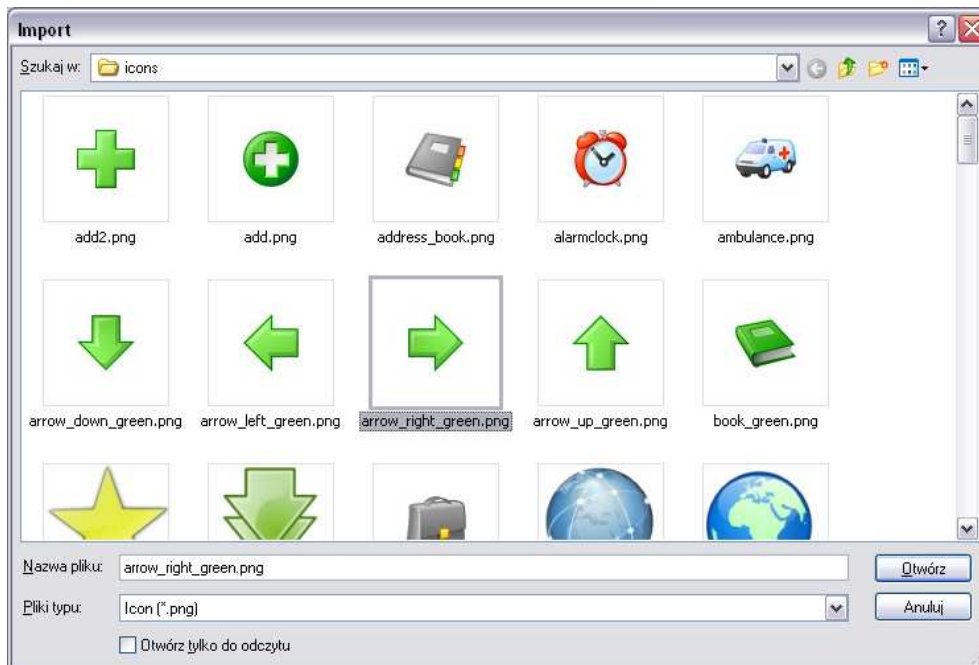 Import
Szukaj w: icons
add2.png add.png address_book.png alarmclock.png ambulance.png
arrow_down_green.png arrow_left_green.png arrow_right_green.png arrow_up_green.png book_green.png
Nazwa pliku: arrow_right_green.png Otwórz
Pliki typu: Icon (*.png) Anuluj
Otwórz tylko do odczytu